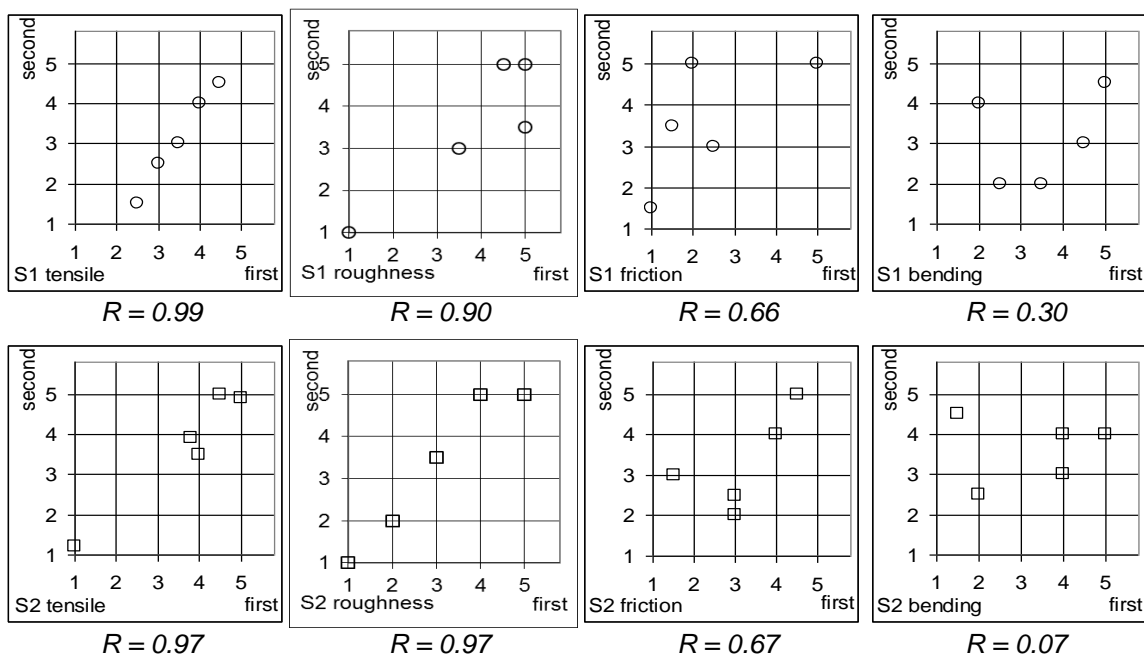 second
5
4
3
2
1
1 2 3 4 5
S1 tensile first
R = 0.99
second
5
4
3
2
1
1 2 3 4 5
S1 roughness first
R = 0.90
second
5
4
3
2
1
1 2 3 4 5
S1 friction first
R = 0.66
second
5
4
3
2
1
1 2 3 4 5
S1 bending first
R = 0.30
second
5
4
3
2
1
1 2 3 4 5
S2 tensile first
R = 0.97
second
5
4
3
2
1
1 2 3 4 5
S2 roughness first
R = 0.97
second
5
4
3
2
1
1 2 3 4 5
S2 friction first
R = 0.67
second
5
4
3
2
1
1 2 3 4 5
S2 bending first
R = 0.07